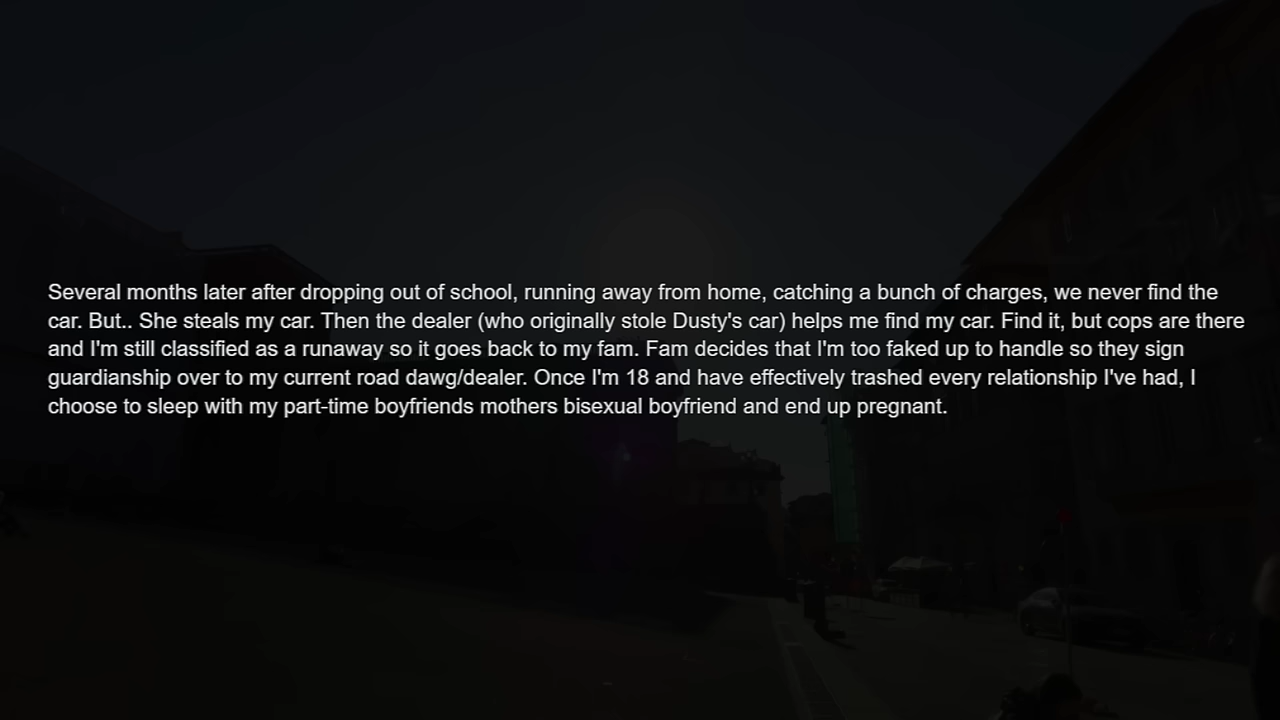 Several months later after dropping out of school, running away from home, catching a bunch of charges, we never find the
car. But.. She steals my car. Then the dealer (who originally stole Dusty's car) helps me find my car. Find it, but cops are there
and I'm still classified as a runaway so it goes back to my fam. Fam decides that I'm too faked up to handle so they sign
guardianship over to my current road dawg/dealer. Once I'm 18 and have effectively trashed every relationship I've had, I
choose to sleep with my part-time boyfriends mothers bisexual boyfriend and end up pregnant.